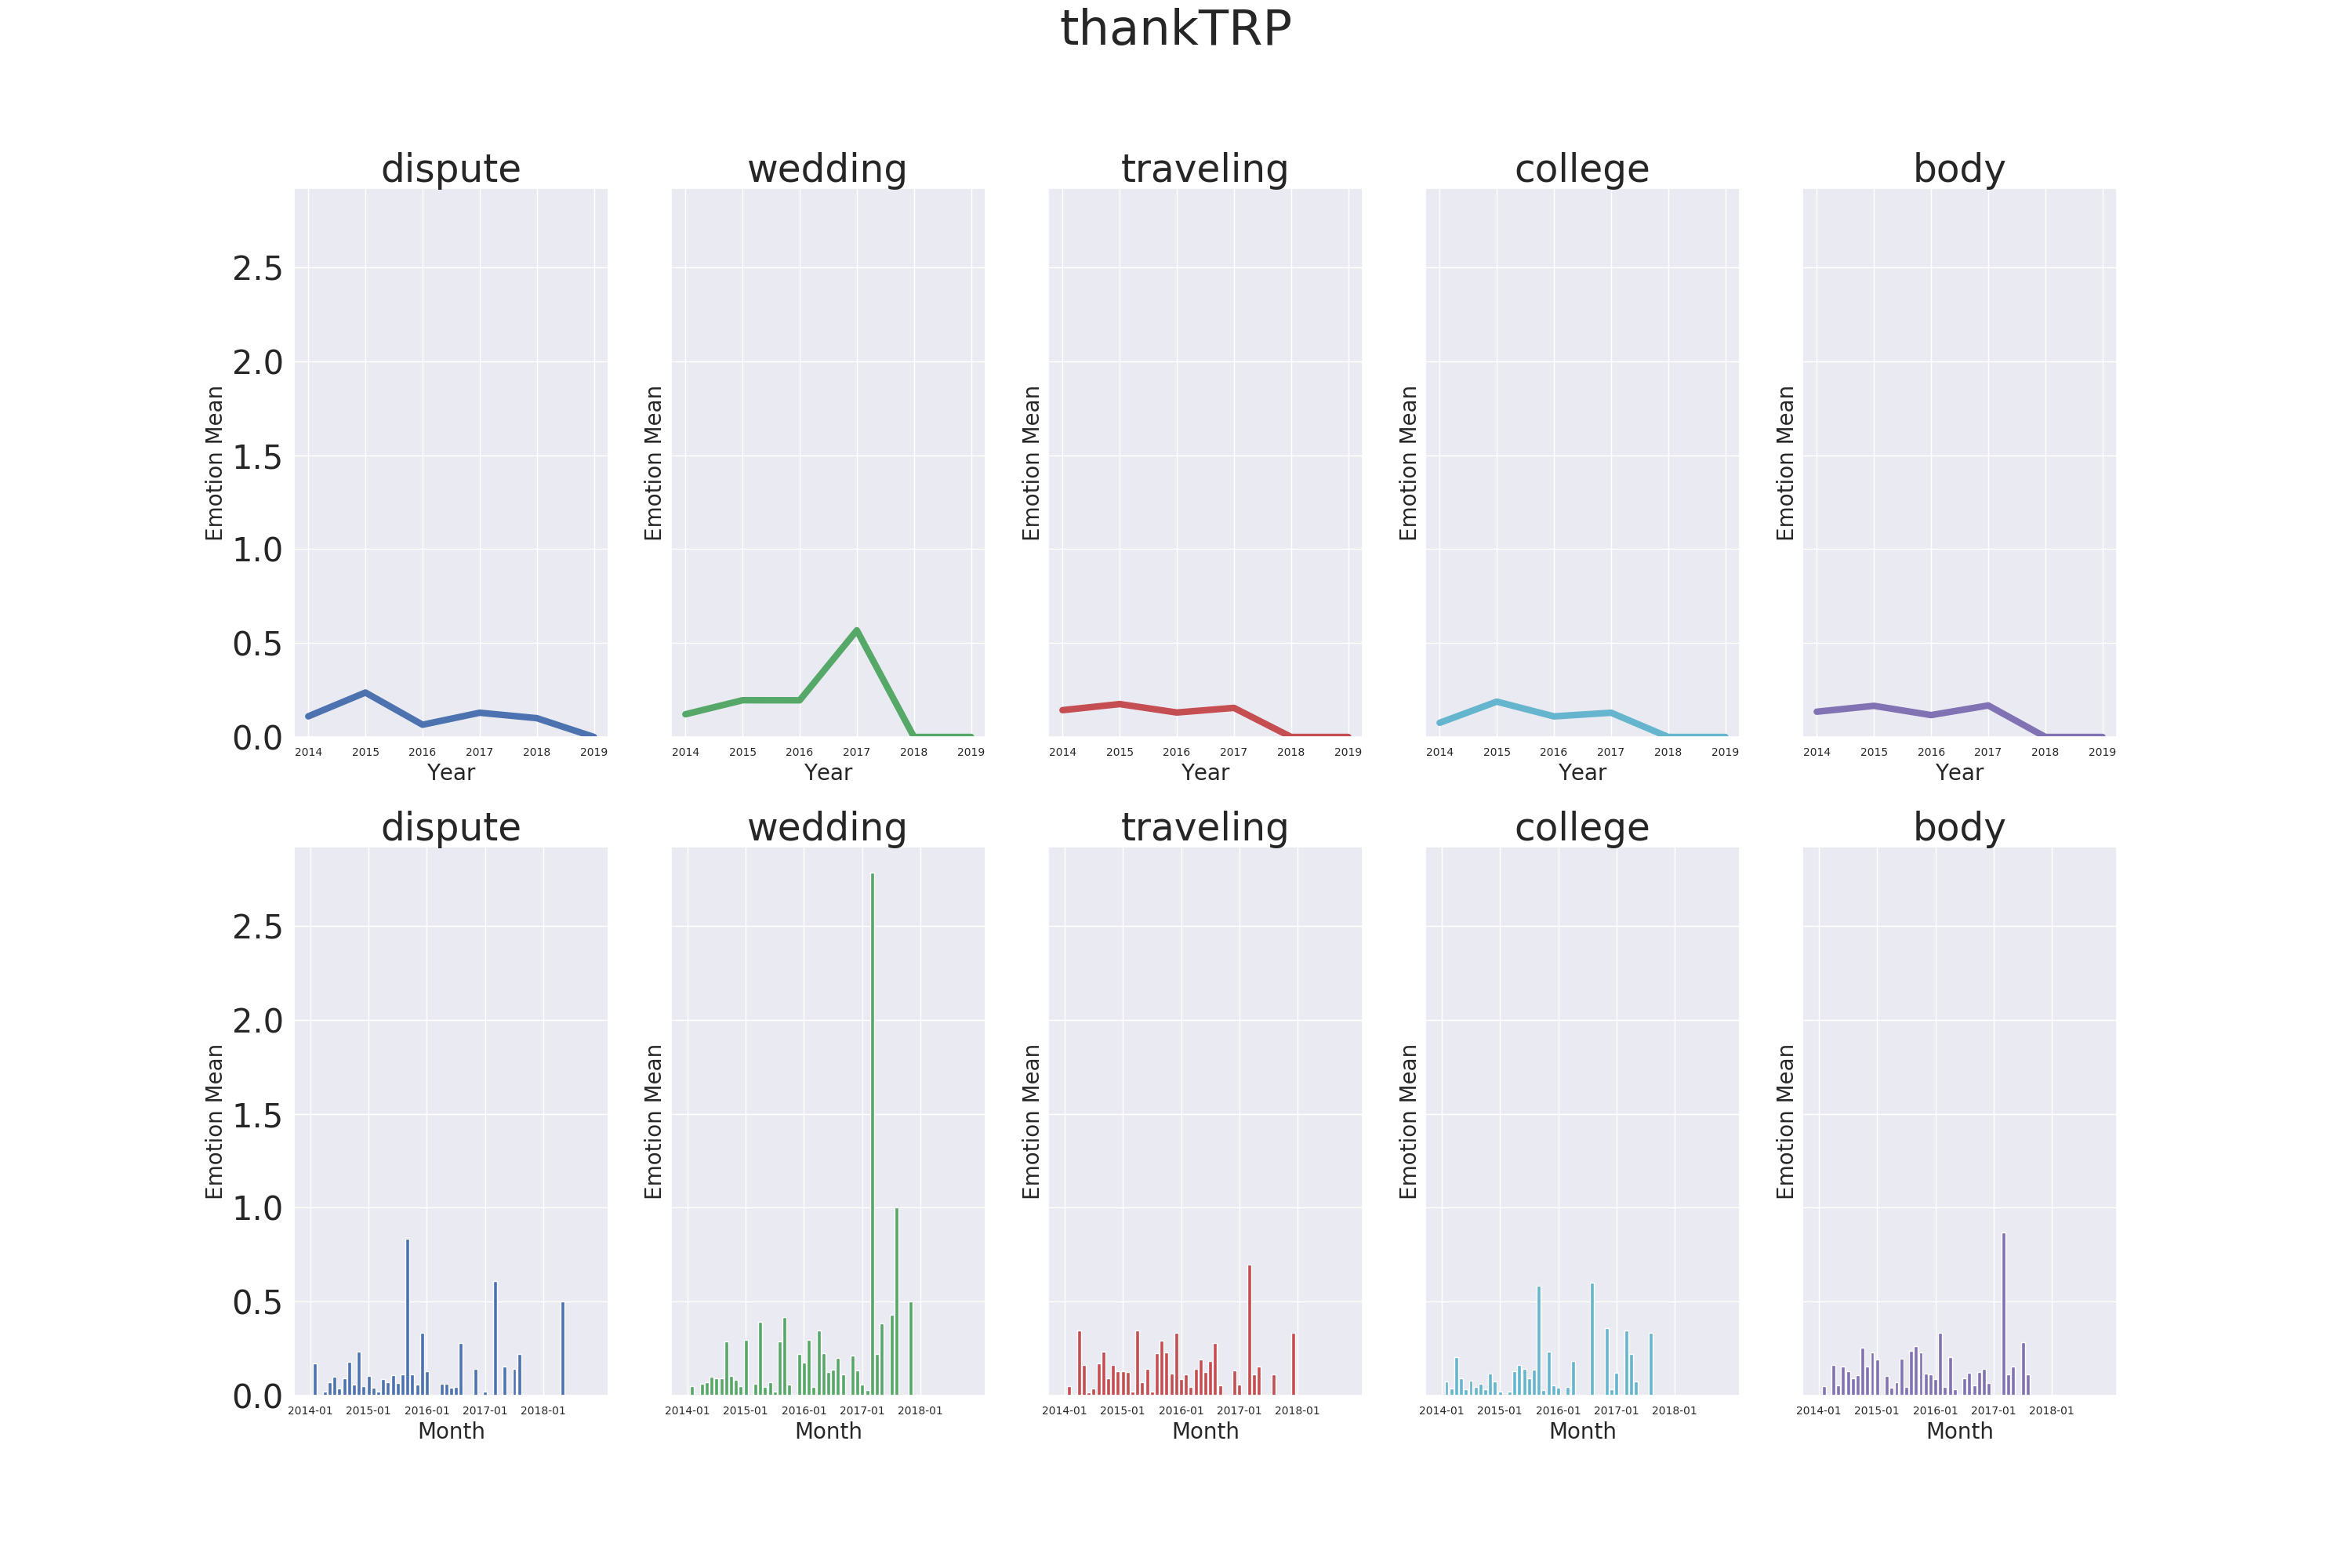 thankTRP
dispute wedding traveling college body
2.5
2.0
1.5
1.0
0.5
0.0
Emotion Mean Emotion Mean Emotion Mean Emotion Mean Emotion Mean
2014 2015 2016 2017 2018 2019 2014 2015 2016 2017 2018 2019 2014 2015 2016 2017 2018 2019 2014 2015 2016 2017 2018 2019 2014 2015 2016 2017 2018 2019
Year Year Year Year Year
dispute wedding traveling college body
2.5
2.0
1.5
1.0
0.5
0.0
Emotion Mean Emotion Mean Emotion Mean Emotion Mean Emotion Mean
2014-01 2015-01 2016-01 2017-01 2018-01 2014-01 2015-01 2016-01 2017-01 2018-01 2014-01 2015-01 2016-01 2017-01 2018-01 2014-01 2015-01 2016-01 2017-01 2018-01 2014-01 2015-01 2016-01 2017-01 2018-01
Month Month Month Month Month